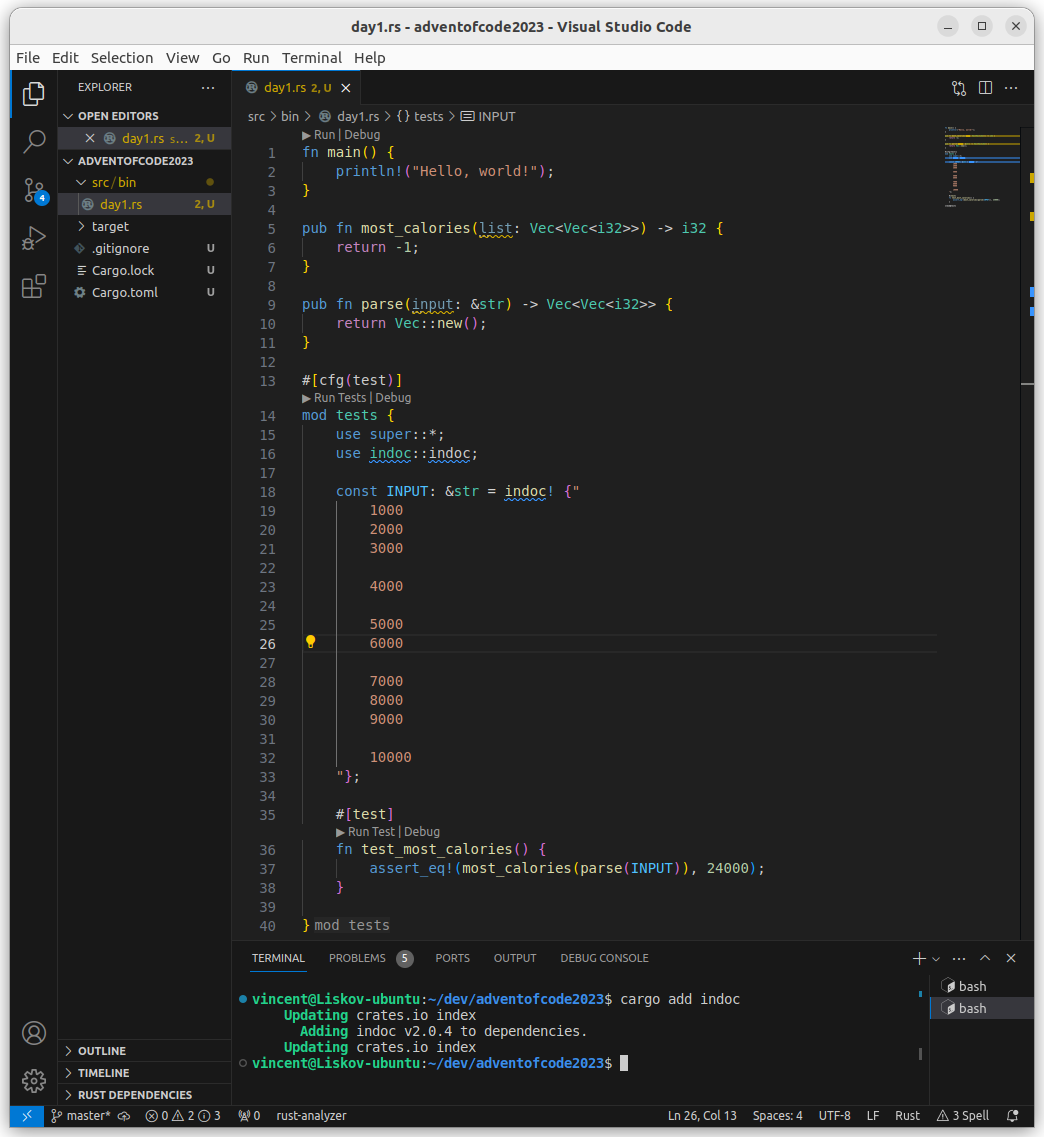 day1.rs - adventofcode2023 - Visual Studio Code
File Edit Selection View Go Run Terminal Help
EXPLORER
OPEN EDITORS
day1.rs s... 2, U
ADVENTOFCODE2023
src/bin
day1.rs 2, U
target
.gitignore U
Cargo.lock U
Cargo.toml U
OUTLINE
TIMELINE
RUST DEPENDENCIES
4
day1.rs 2, U
src > bin > day1.rs > {} tests > INPUT
▶ Run | Debug
1 fn main() {
2     println!("Hello, world!");
3 }
4
5 pub fn most_calories(list: Vec<Vec<i32>>) -> i32 {
6     return -1;
7 }
8
9 pub fn parse(input: &str) -> Vec<Vec<i32>> {
10     return Vec::new();
11 }
12
13 #[cfg(test)]
▶ Run Tests | Debug
14 mod tests {
15     use super::*;
16     use indoc::indoc;
17
18     const INPUT: &str = indoc! {"
19         1000
20         2000
21         3000
22
23         4000
24
25         5000
26         6000
27
28         7000
29         8000
30         9000
31
32         10000
33     "};
34
35     #[test]
▶ Run Test | Debug
36     fn test_most_calories() {
37         assert_eq!(most_calories(parse(INPUT)), 24000);
38     }
39
40 } mod tests
TERMINAL PROBLEMS 5 PORTS OUTPUT DEBUG CONSOLE
vincent@Liskov-ubuntu:~/dev/adventofcode2023$ cargo add indoc
    Updating crates.io index
      Adding indoc v2.0.4 to dependencies.
    Updating crates.io index
vincent@Liskov-ubuntu:~/dev/adventofcode2023$
bash
bash
master* 0 2 3 0 rust-analyzer Ln 26, Col 13 Spaces: 4 UTF-8 LF Rust 3 Spell